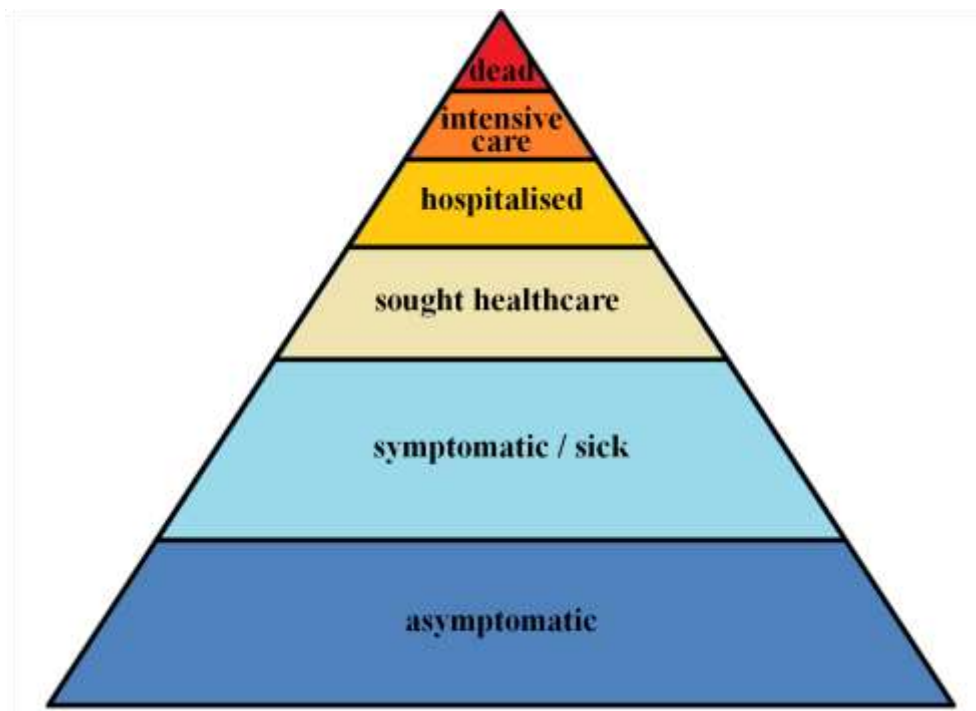 dead
intensive
care
hospitalised
sought healthcare
symptomatic / sick
asymptomatic